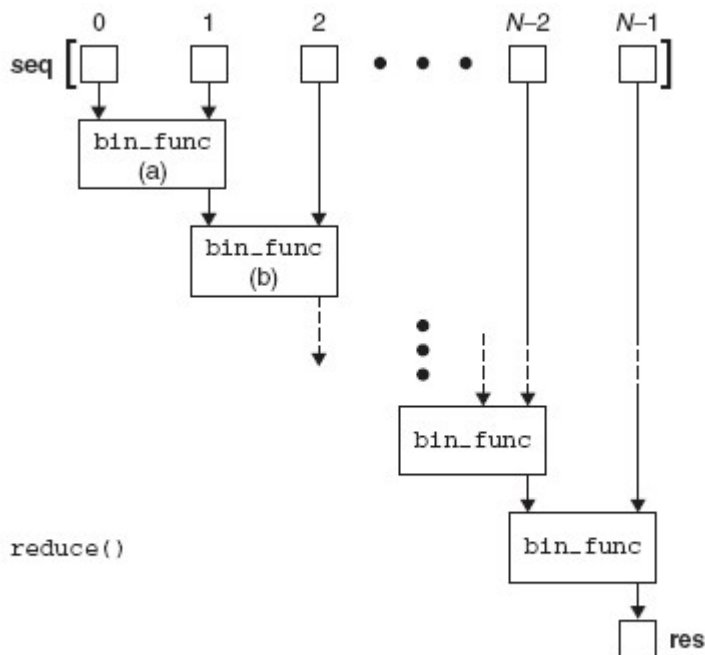 0 1 2 N–2 N–1
seq [ ]
bin_func
(a)
bin_func
(b)
bin_func
reduce() bin_func
res